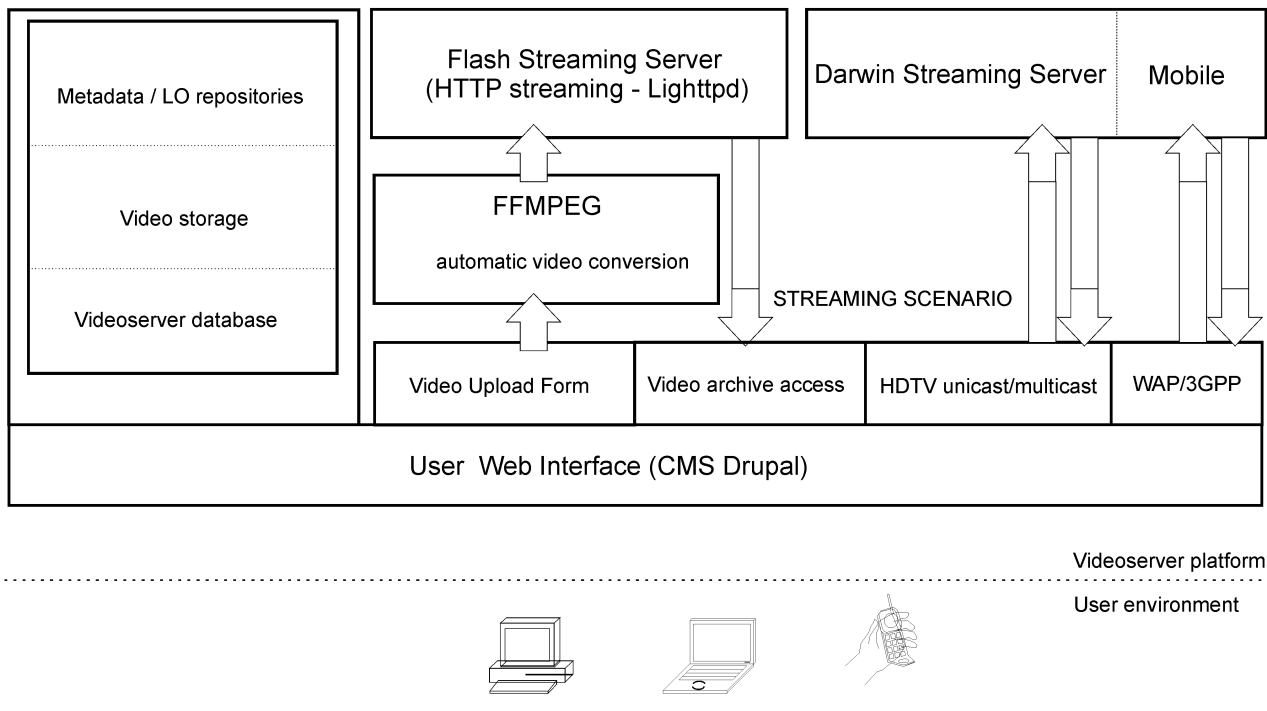 Metadata / LO repositories
Video storage
Videoserver database
Flash Streaming Server
(HTTP streaming - Lighttpd)
Darwin Streaming Server
Mobile
FFMPEG
automatic video conversion
STREAMING SCENARIO
Video Upload Form
Video archive access
HDTV unicast/multicast
WAP/3GPP
User Web Interface (CMS Drupal)
Videoserver platform
User environment